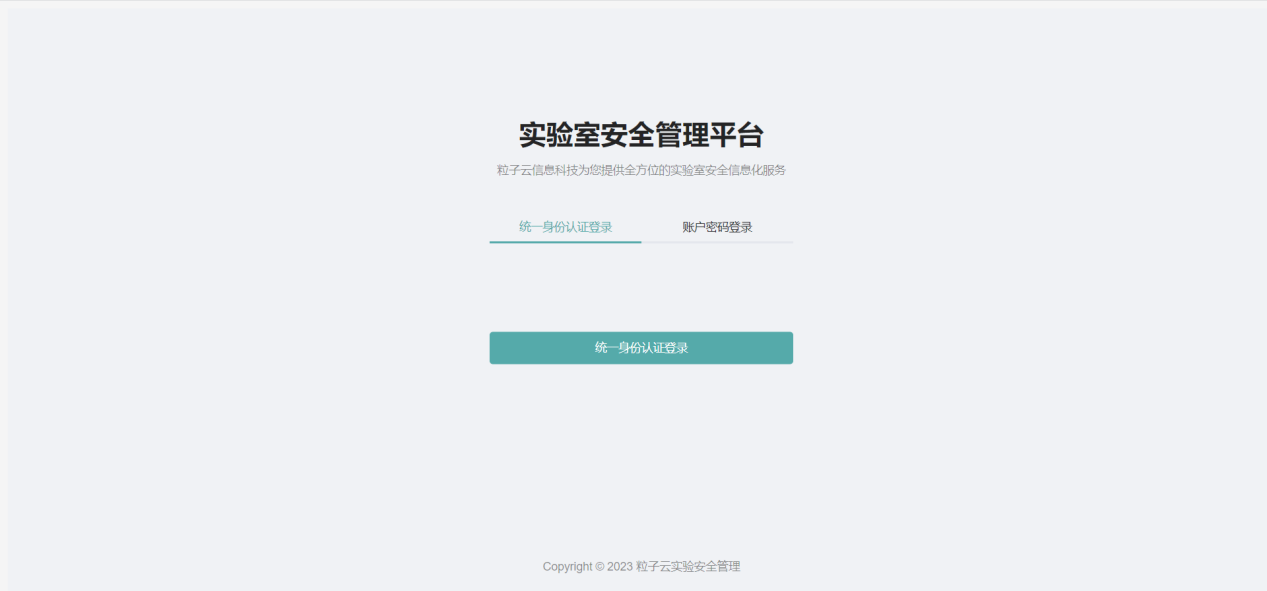 实验室安全管理平台
粒子云信息科技为您提供全方位的实验室安全信息化服务
统一身份认证登录 账户密码登录
统一身份认证登录
Copyright © 2023 粒子云实验安全管理